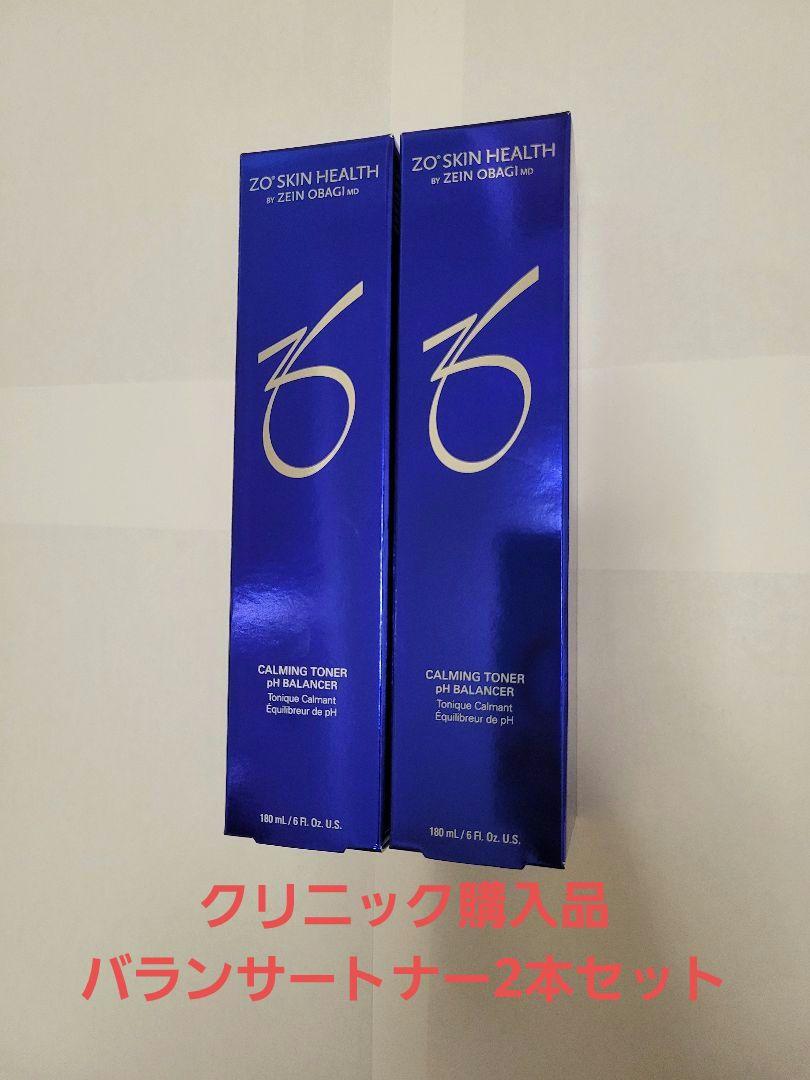 ZO® SKIN HEALTH
BY ZEIN OBAGI MD
CALMING TONER
pH BALANCER
Tonique Calmant
Équilibreur de pH
180 mL / 6 Fl. Oz. U.S.
ZO® SKIN HEALTH
BY ZEIN OBAGI MD
CALMING TONER
pH BALANCER
Tonique Calmant
Équilibreur de pH
180 mL / 6 Fl. Oz. U.S.
クリニック購入品
バランサートナー2本セット